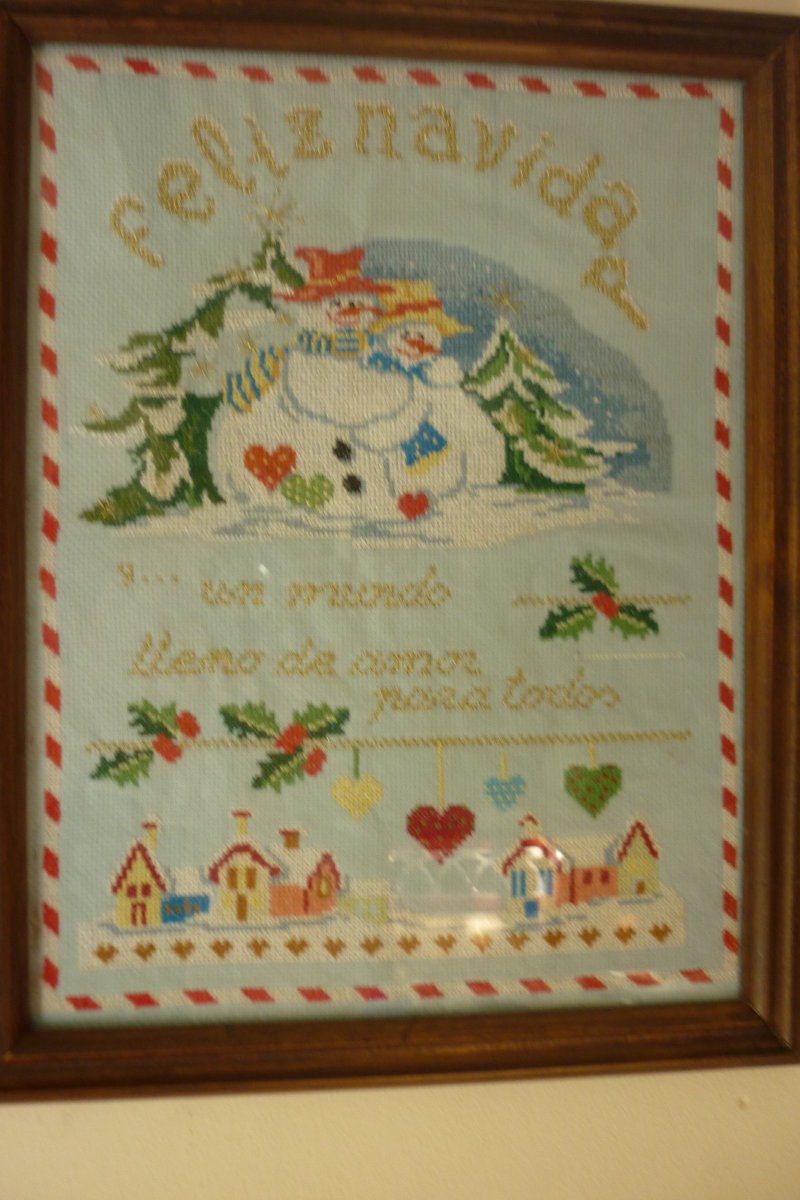 feliz navidad
y... un mundo
lleno de amor
para todos